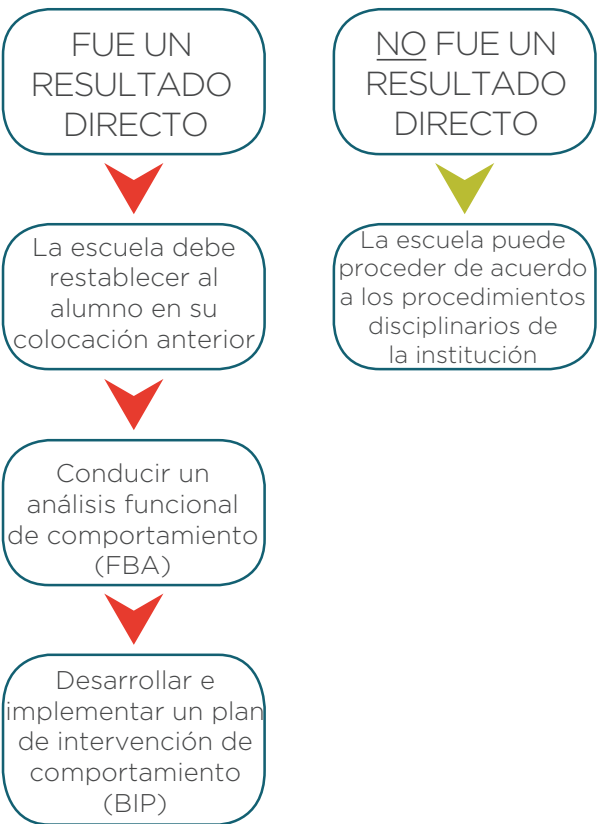 FUE UN
RESULTADO
DIRECTO
La escuela debe
restablecer al
alumno en su
colocación anterior
Conducir un
análisis funcional
de comportamiento
(FBA)
Desarrollar e
implementar un plan
de intervención de
comportamiento
(BIP)
NO FUE UN
RESULTADO
DIRECTO
La escuela puede
proceder de acuerdo
a los procedimientos
disciplinarios de
la institución